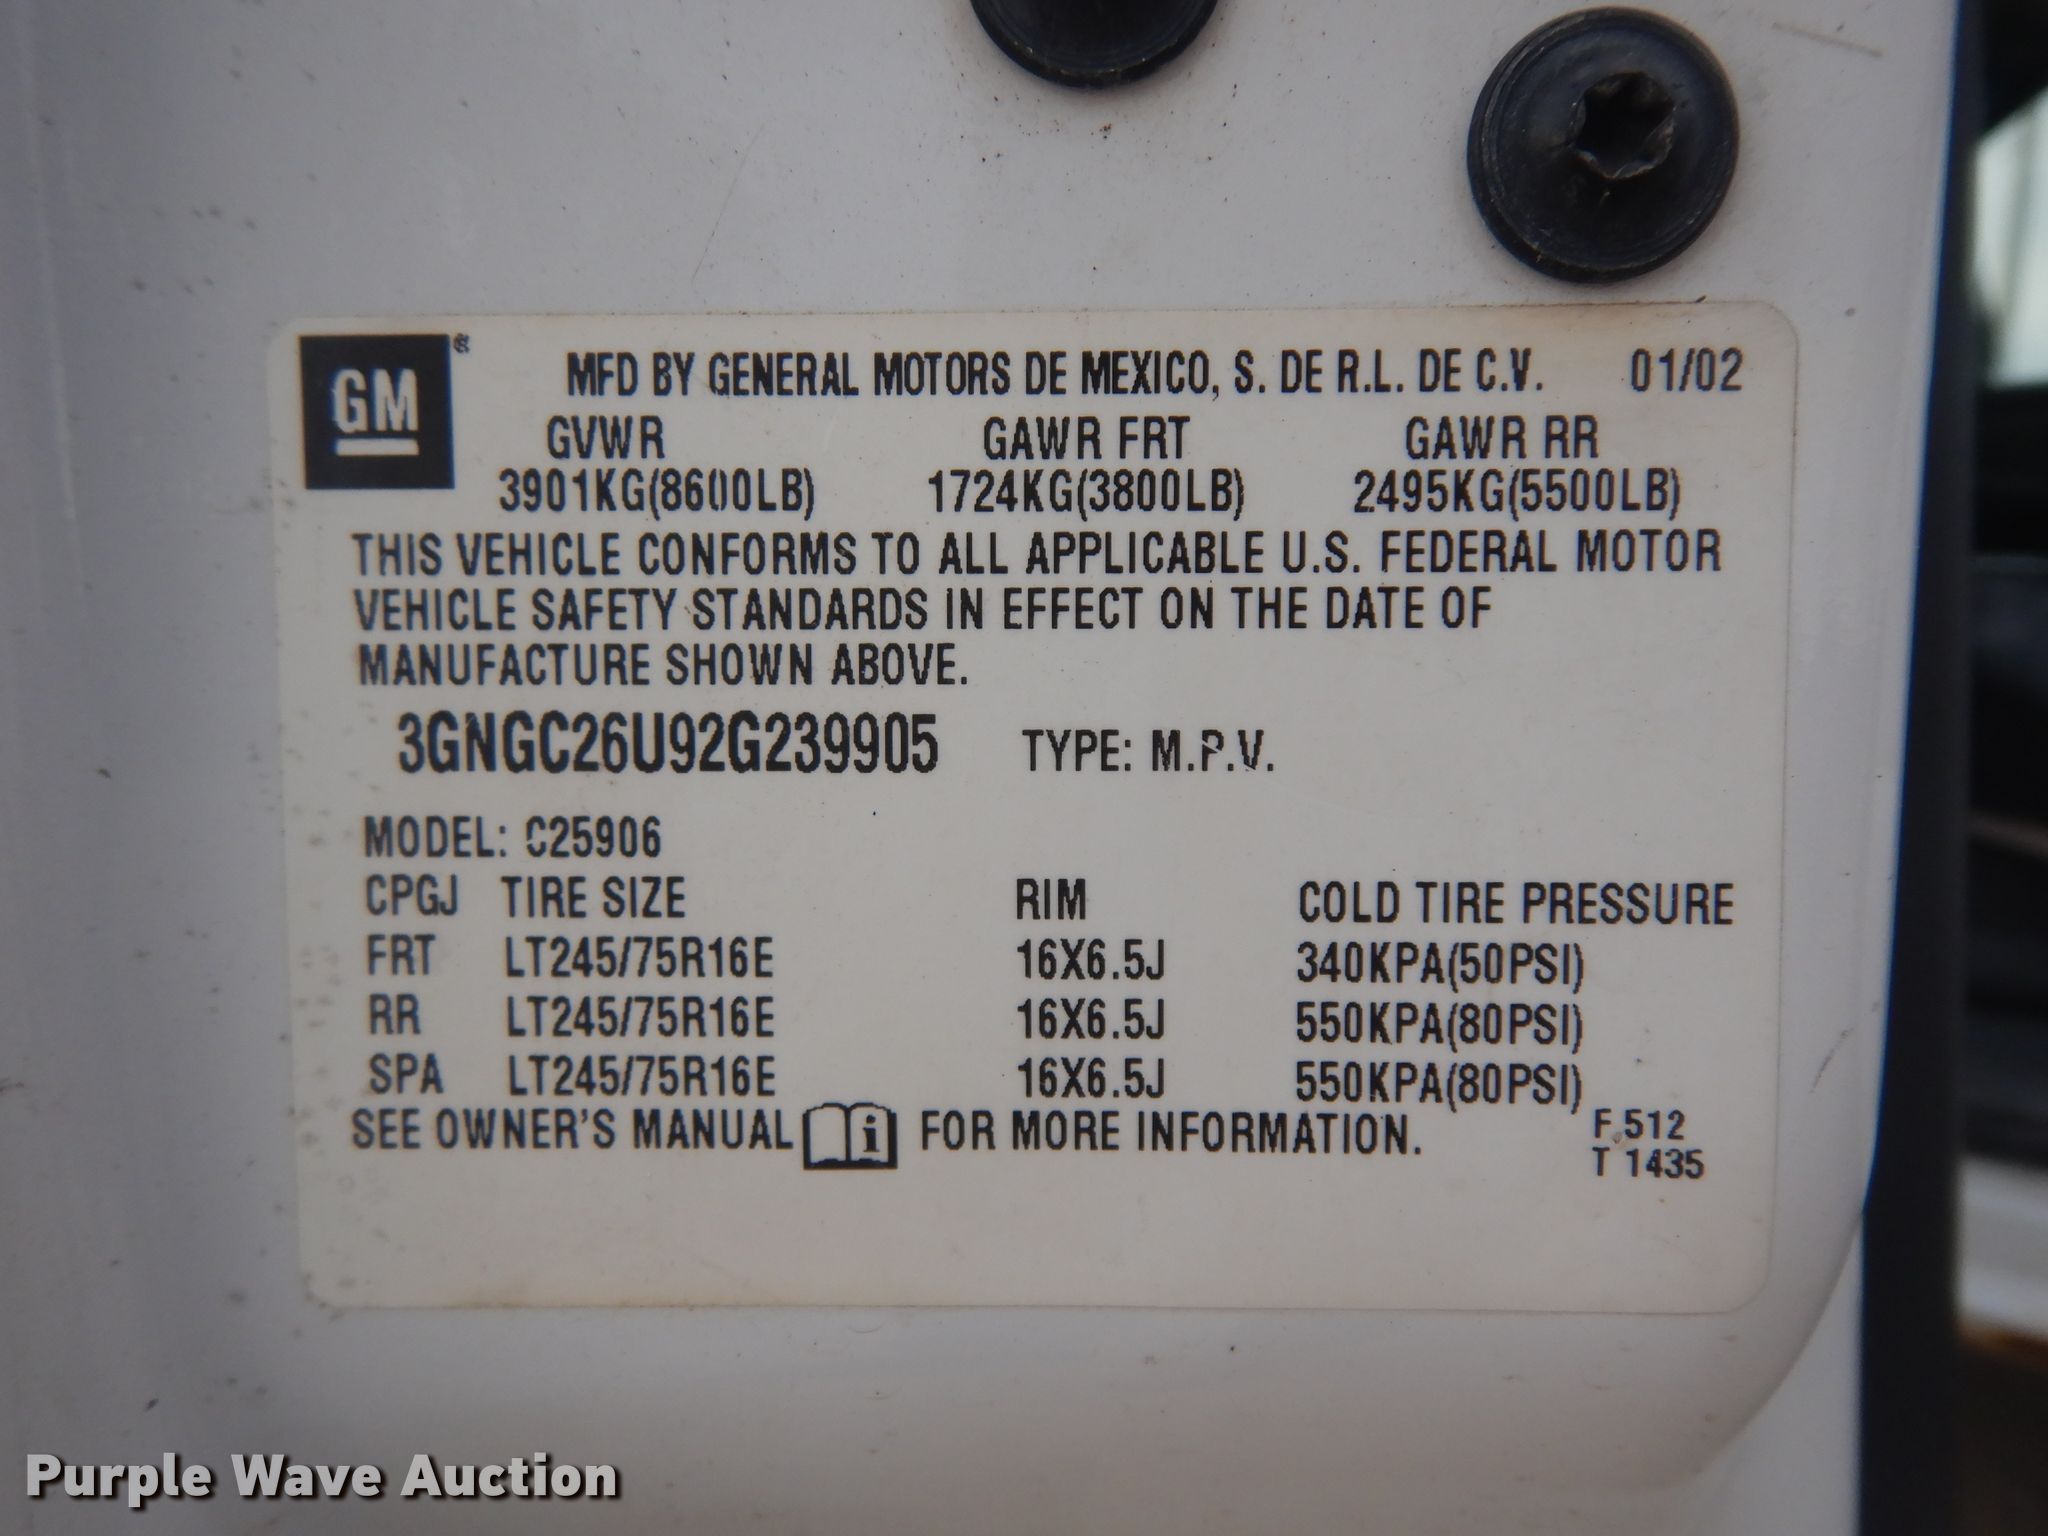 GM ®
MFD BY GENERAL MOTORS DE MEXICO, S. DE R.L. DE C.V. 01/02
GVWR GAWR FRT GAWR RR
3901KG(8600LB) 1724KG(3800LB) 2495KG(5500LB)
THIS VEHICLE CONFORMS TO ALL APPLICABLE U.S. FEDERAL MOTOR
VEHICLE SAFETY STANDARDS IN EFFECT ON THE DATE OF
MANUFACTURE SHOWN ABOVE.
3GNGC26U92G239905 TYPE: M.P.V.
MODEL: C25906
CPGJ TIRE SIZE RIM COLD TIRE PRESSURE
FRT LT245/75R16E 16X6.5J 340KPA(50PSI)
RR LT245/75R16E 16X6.5J 550KPA(80PSI)
SPA LT245/75R16E 16X6.5J 550KPA(80PSI)
SEE OWNER'S MANUAL i FOR MORE INFORMATION.
F 512
T 1435
Purple Wave Auction